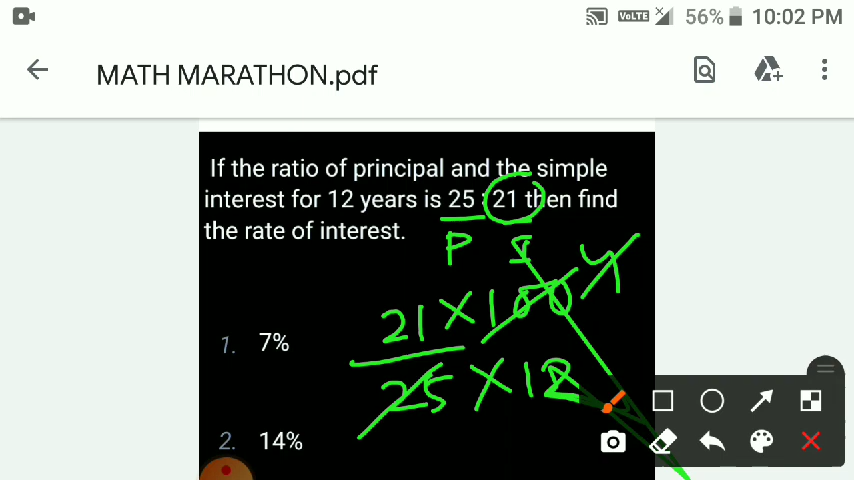 VoLTE 56% 10:02 PM
MATH MARATHON.pdf
If the ratio of principal and the simple
interest for 12 years is 25 : 21 then find
the rate of interest.
P I
21 × 100 4
25 × 12
1. 7%
2. 14%